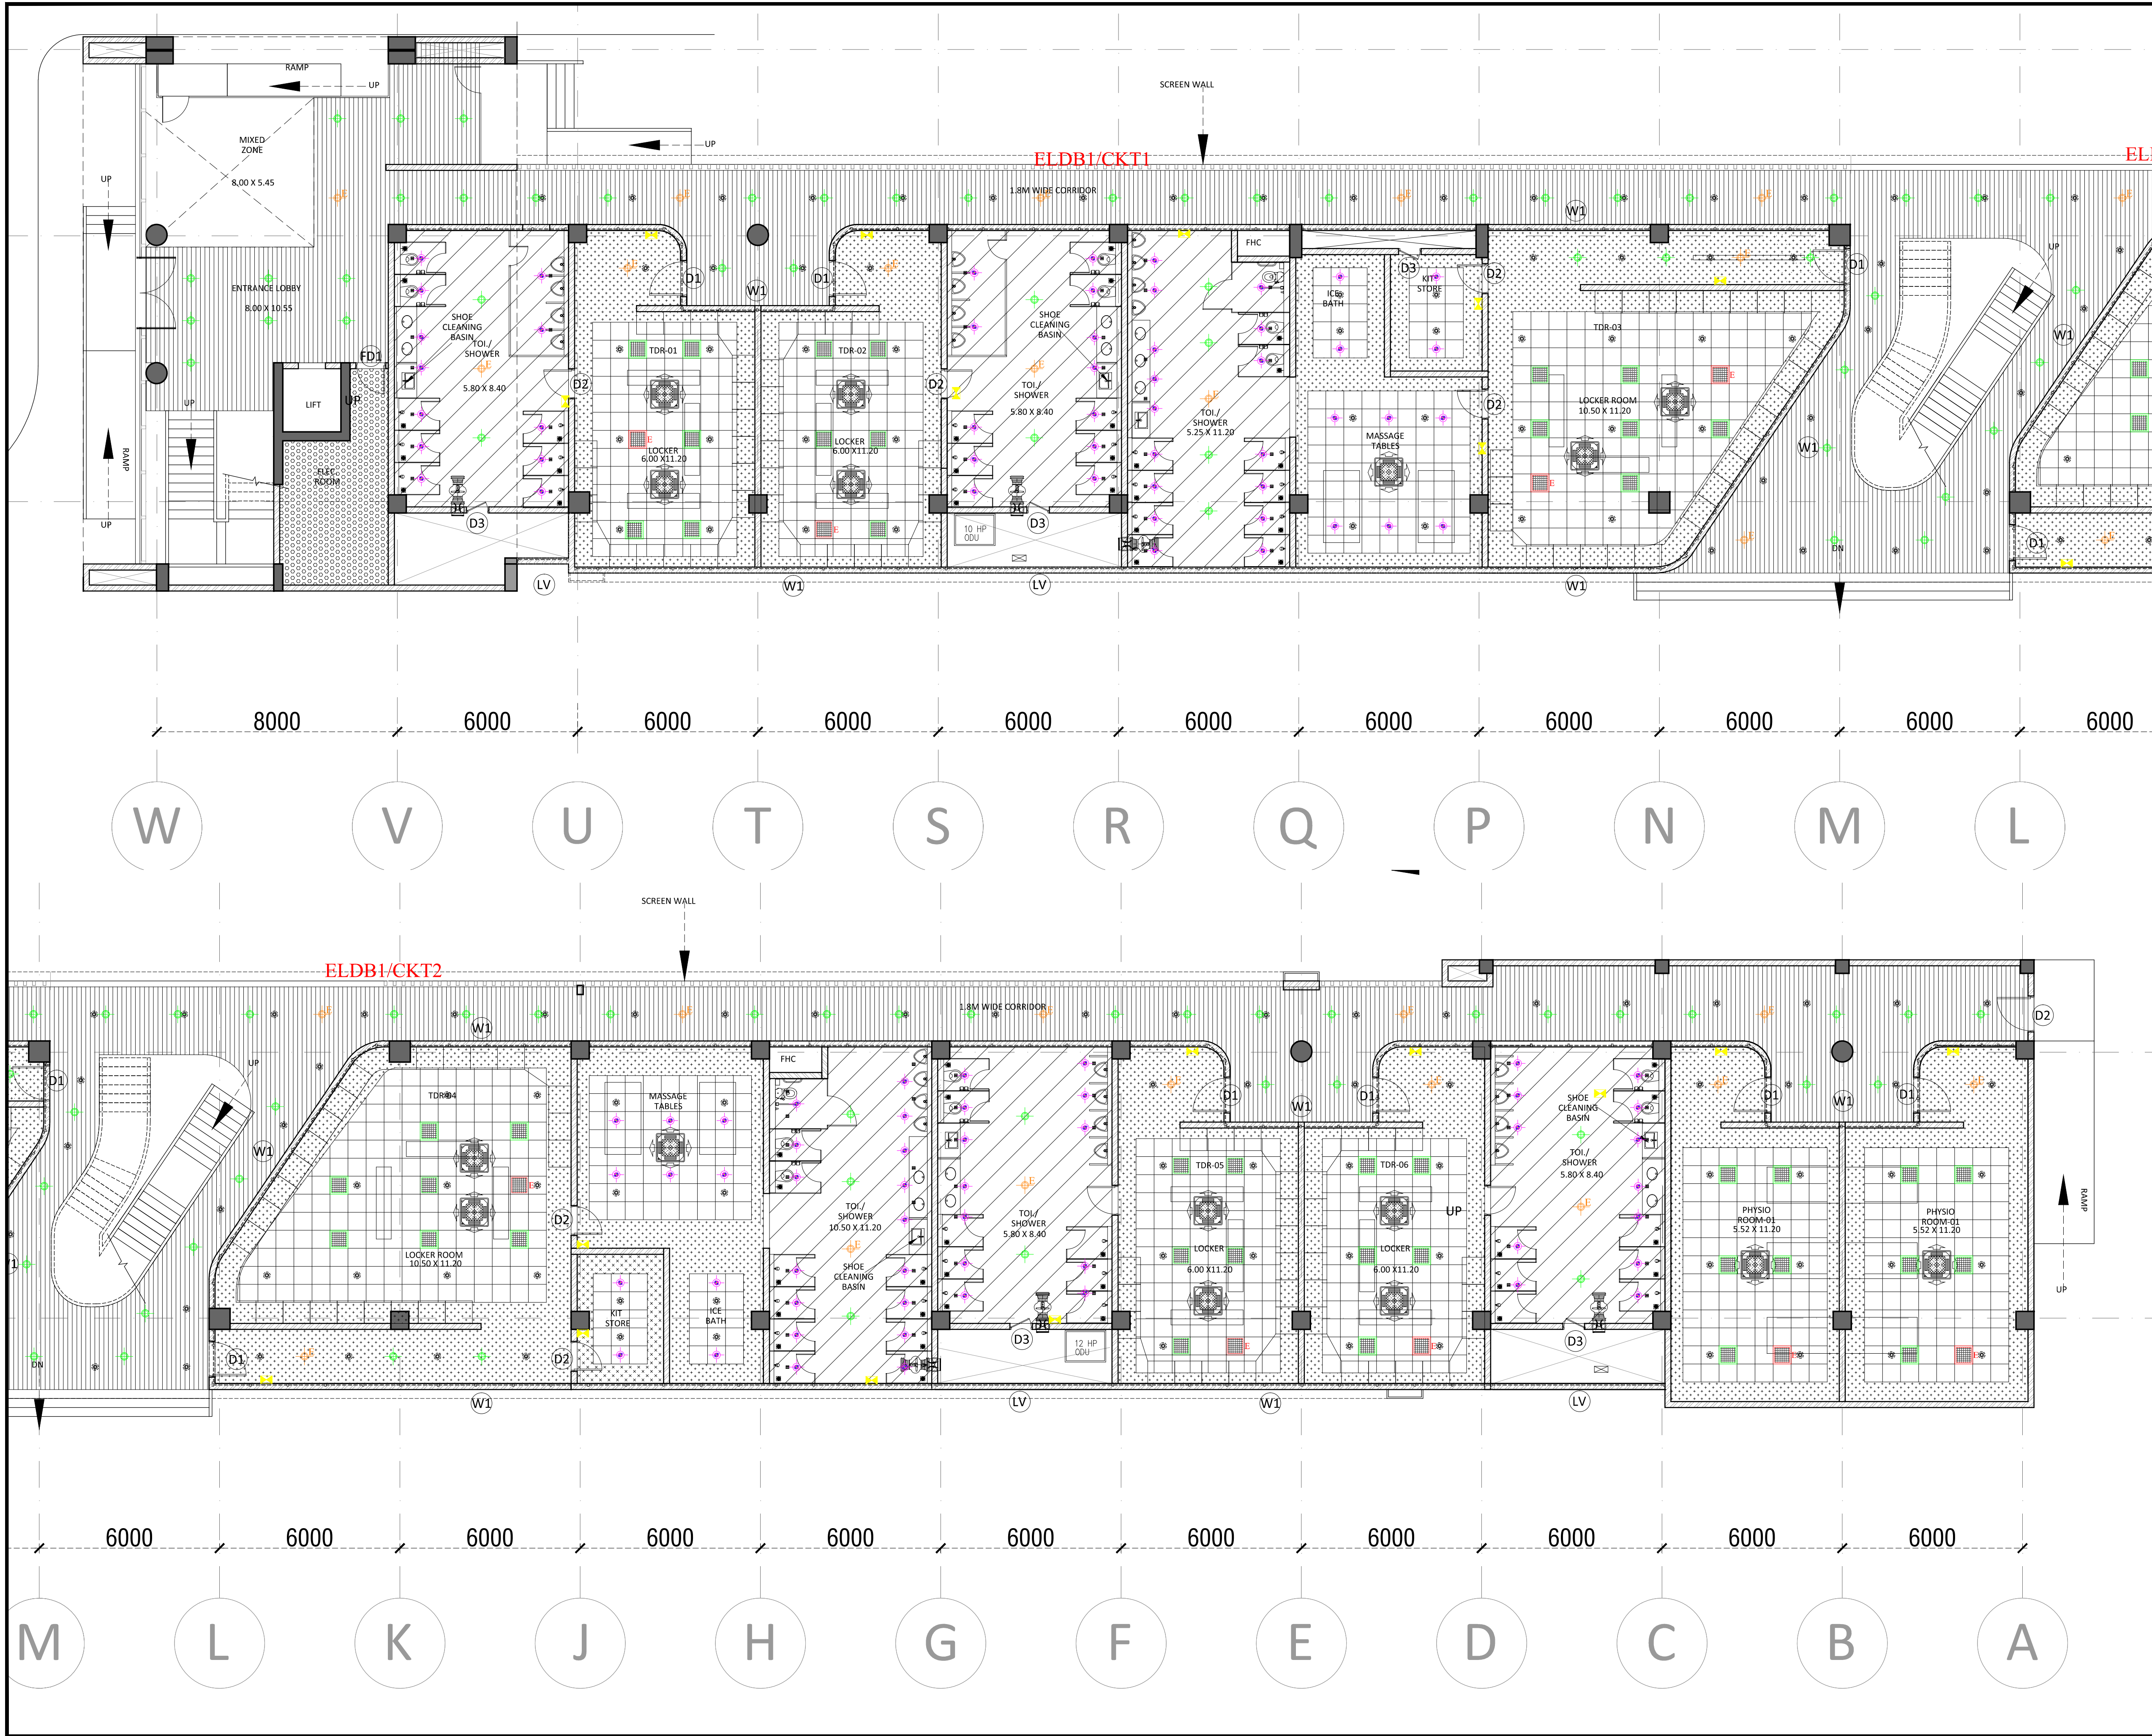 RAMP
UP
SCREEN WALL
MIXED
ZONE
8.00 X 5.45
UP
UP
ELDB1/CKT1
EL
1.8M WIDE CORRIDOR
E
E
E
E
E
E
W1
FHC
D1
D1
W1
D3
D2
D1
UP
E
E
E
ICE
BATH
KIT
STORE
ENTRANCE LOBBY
8.00 X 10.55
SHOE
CLEANING
BASIN
TOI./
SHOWER
E
5.80 X 8.40
SHOE
CLEANING
BASIN
TDR-01
TDR-02
TDR-03
W1
FD1
D2
D2
E
TOI./
SHOWER
5.80 X 8.40
E
TOI./
SHOWER
5.25 X 11.20
D2
E
LOCKER ROOM
10.50 X 11.20
LIFT
UP
UP
RAMP
ELEC.
ROOM
E
LOCKER
6.00 X11.20
LOCKER
6.00 X11.20
MASSAGE
TABLES
W1
E
UP
D3
E
10 HP
ODU
D3
E
DN
D1
E
LV
W1
LV
W1
8000
6000
6000
6000
6000
6000
6000
6000
6000
6000
6000
W
V
U
T
S
R
Q
P
N
M
L
SCREEN WALL
ELDB1/CKT2
1.8M WIDE CORRIDOR
E
E
E
E
E
W1
D2
UP
D1
FHC
MASSAGE
TABLES
TDR-04
W1
D1
W1
D1
D1
W1
D1
E
E
E
E
SHOE
CLEANING
BASIN
TOI./
SHOWER
5.80 X 8.40
E
TDR-05
TDR-06
E
E
D2
TOI./
SHOWER
10.50 X 11.20
E
SHOE
CLEANING
BASIN
TOI./
SHOWER
5.80 X 8.40
UP
PHYSIO
ROOM-01
5.52 X 11.20
PHYSIO
ROOM-01
5.52 X 11.20
RAMP
UP
LOCKER ROOM
10.50 X 11.20
LOCKER
6.00 X11.20
LOCKER
6.00 X11.20
KIT
STORE
ICE
BATH
D3
12 HP
ODU
E
E
D3
E
E
DN
D1
E
D2
W1
LV
W1
LV
6000
6000
6000
6000
6000
6000
6000
6000
6000
6000
6000
M
L
K
J
H
G
F
E
D
C
B
A